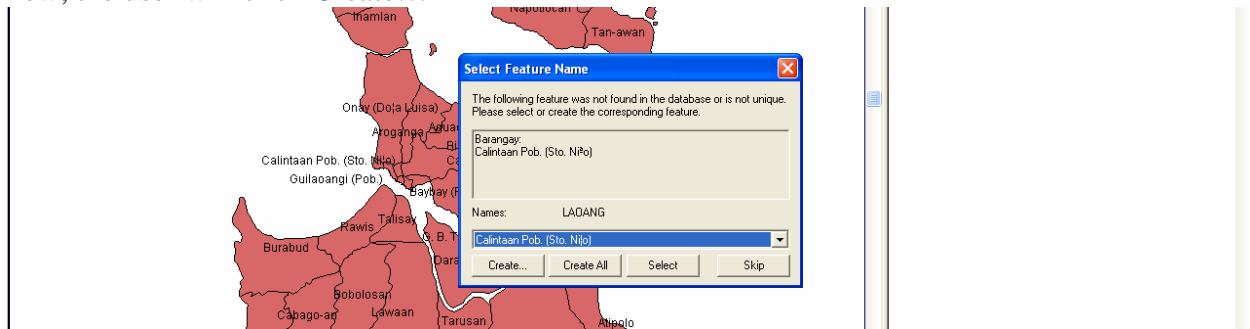 Inamlan
Tan-awan
Select Feature Name
The following feature was not found in the database or is not unique.
Please select or create the corresponding feature.
Barangay:
Calintaan Pob. (Sto. Niªo)
Names: LAOANG
Calintaan Pob. (Sto. Ni¦o)
Create... Create All Select Skip
Onay (Do¦a Luisa)
Aroganga
Calintaan Pob. (Sto. Ni¦o)
Guilaoangi (Pob.)
Baybay (P
Talisay
Rawis
G. B. T
Burabud
Dara
Bobolosan
Cabago-an
Lawaan
Tarusan
Atipolo